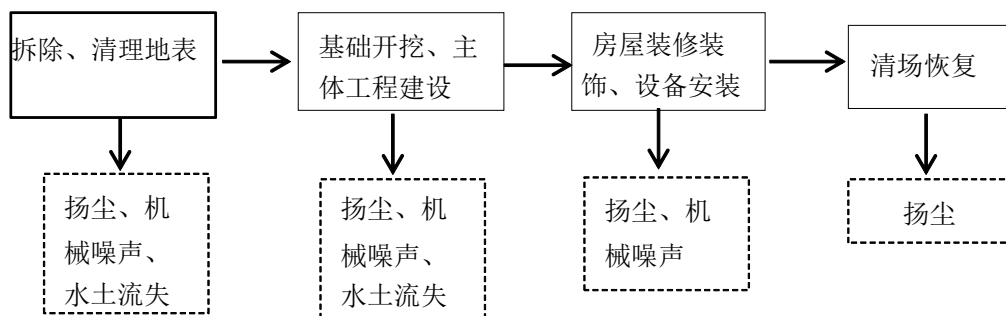 拆除、清理地表
基础开挖、主
体工程建设
房屋装修装
饰、设备安装
清场恢复
扬尘、机
械噪声、
水土流失
扬尘、机
械噪声、
水土流失
扬尘、机
械噪声
扬尘